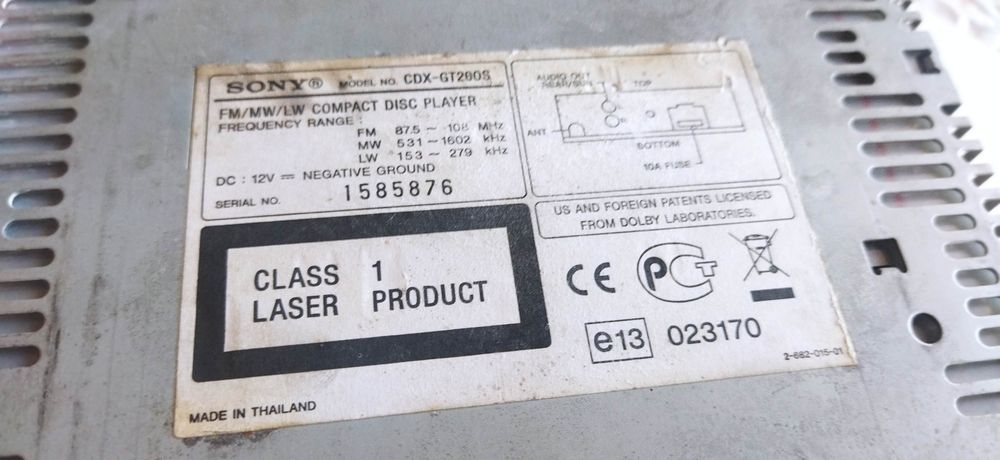 SONY® MODEL NO. CDX-GT200S
FM/MW/LW COMPACT DISC PLAYER
FREQUENCY RANGE :
FM 87.5 ~ 108 MHz
MW 531 ~ 1602 kHz
LW 153 ~ 279 kHz
DC : 12V ⎓ NEGATIVE GROUND
SERIAL NO. 1585876
AUDIO OUT
REAR/SUB
TOP
L
R
ANT
BOTTOM
10A FUSE
US AND FOREIGN PATENTS LICENSED
FROM DOLBY LABORATORIES.
CLASS 1
LASER PRODUCT
CE PCT
e13 023170
2-682-015-01
MADE IN THAILAND